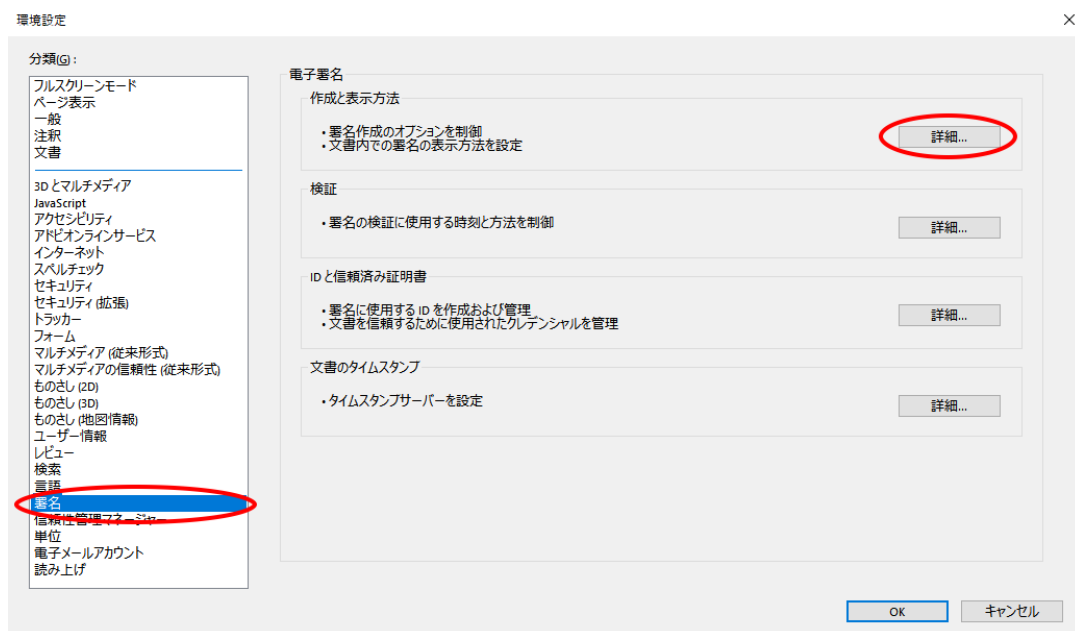 環境設定
分類(G):
フルスクリーンモード
ページ表示
一般
注釈
文書
3D とマルチメディア
JavaScript
アクセシビリティ
アドビオンラインサービス
インターネット
スペルチェック
セキュリティ
セキュリティ (拡張)
トラッカー
フォーム
マルチメディア (従来形式)
マルチメディアの信頼性 (従来形式)
ものさし (2D)
ものさし (3D)
ものさし (地図情報)
ユーザー情報
レビュー
検索
言語
署名
信頼性管理マネージャー
単位
電子メールアカウント
読み上げ
電子署名
作成と表示方法
・署名作成のオプションを制御
・文書内での署名の表示方法を設定
詳細...
検証
・署名の検証に使用する時刻と方法を制御
詳細...
ID と信頼済み証明書
・署名に使用する ID を作成および管理
・文書を信頼するために使用されたクレデンシャルを管理
詳細...
文書のタイムスタンプ
・タイムスタンプサーバーを設定
詳細...
OK
キャンセル